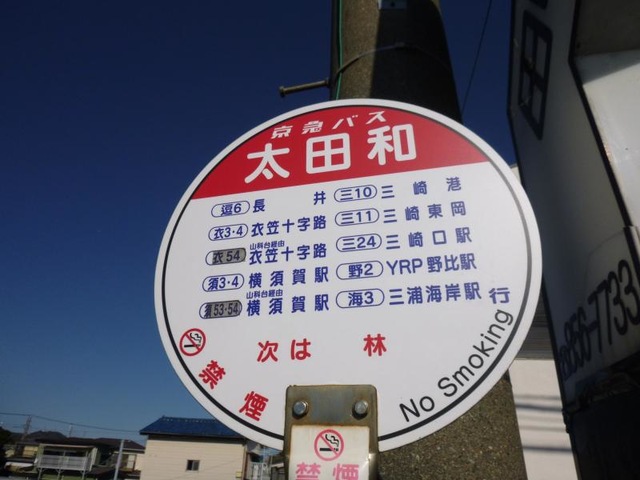 京急バス
太田和
逗6 長井
衣3・4 衣笠十字路
山科台経由
衣54 衣笠十字路
須3・4 横須賀駅
山科台経由
須53・54 横須賀駅
三10 三崎港
三11 三崎東岡
三24 三崎口駅
野2 YRP野比駅
海3 三浦海岸駅 行
次は 林
禁煙
No Smoking
禁煙
田
856-7733